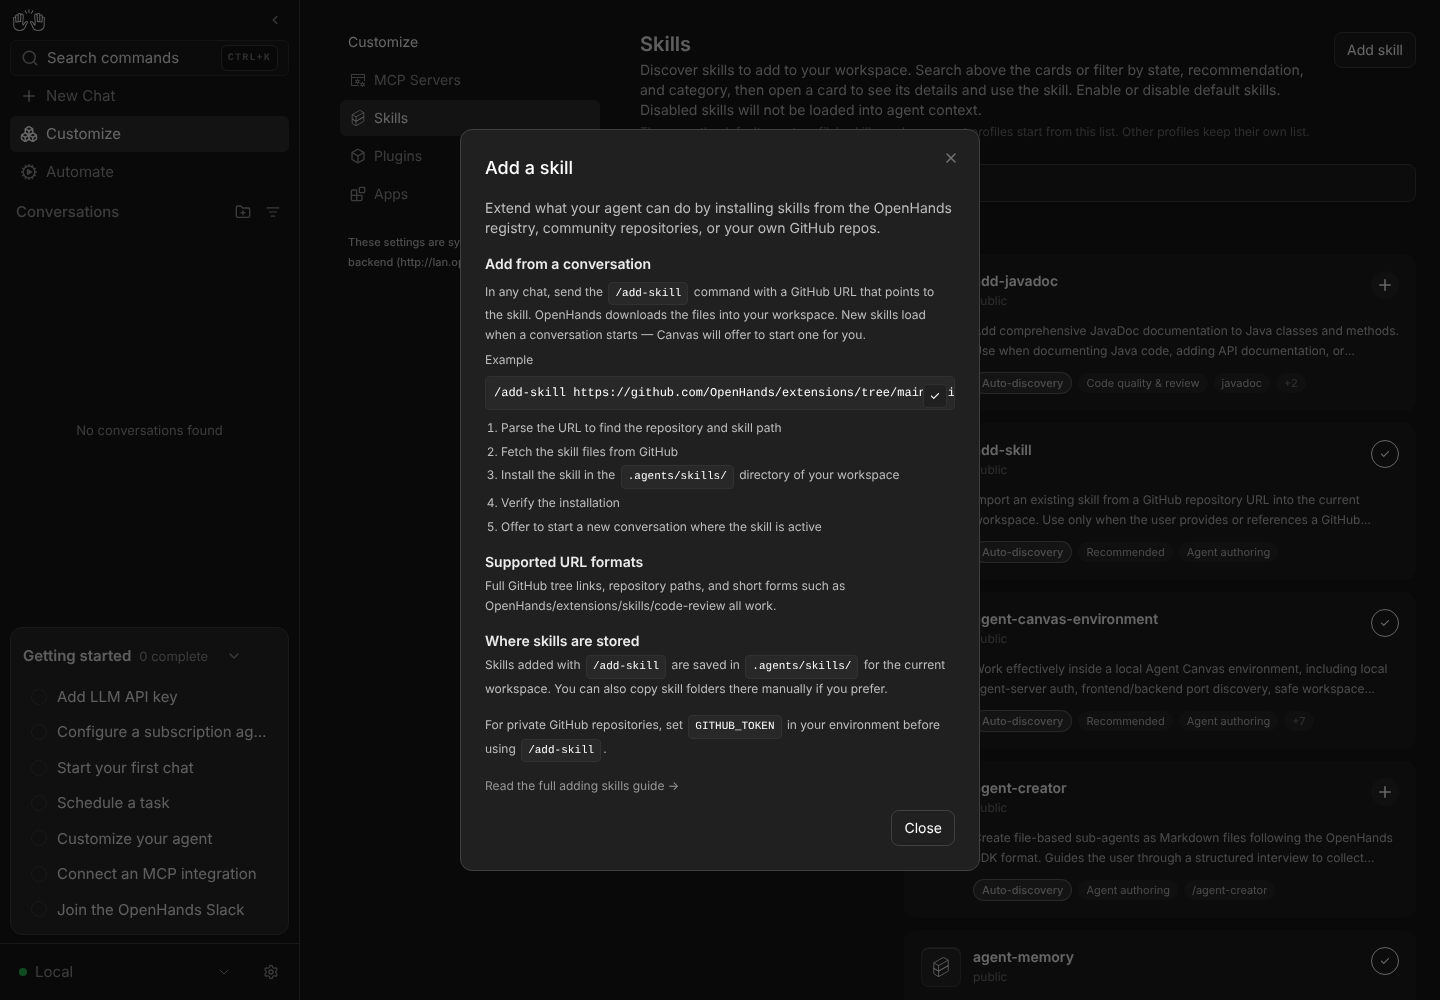 Search commands
CTRL+K
New Chat
Customize
Automate
Conversations
No conversations found
Getting started 0 complete
Add LLM API key
Configure a subscription ag...
Start your first chat
Schedule a task
Customize your agent
Connect an MCP integration
Join the OpenHands Slack
Local
Customize
MCP Servers
Skills
Plugins
Apps
These settings are sy
backend (http://lan.op
Skills
Add skill
Discover skills to add to your workspace. Search above the cards or filter by state, recommendation,
and category, then open a card to see its details and use the skill. Enable or disable default skills.
Disabled skills will not be loaded into agent context.
profiles start from this list. Other profiles keep their own list.
Add a skill
Extend what your agent can do by installing skills from the OpenHands
registry, community repositories, or your own GitHub repos.
Add from a conversation
In any chat, send the /add-skill command with a GitHub URL that points to
the skill. OpenHands downloads the files into your workspace. New skills load
when a conversation starts — Canvas will offer to start one for you.
Example
/add-skill https://github.com/OpenHands/extensions/tree/main
1. Parse the URL to find the repository and skill path
2. Fetch the skill files from GitHub
3. Install the skill in the .agents/skills/ directory of your workspace
4. Verify the installation
5. Offer to start a new conversation where the skill is active
Supported URL formats
Full GitHub tree links, repository paths, and short forms such as
OpenHands/extensions/skills/code-review all work.
Where skills are stored
Skills added with /add-skill are saved in .agents/skills/ for the current
workspace. You can also copy skill folders there manually if you prefer.
For private GitHub repositories, set GITHUB_TOKEN in your environment before
using /add-skill .
Read the full adding skills guide →
Close
dd-javadoc
ublic
dd comprehensive JavaDoc documentation to Java classes and methods.
se when documenting Java code, adding API documentation, or...
Auto-discovery
Code quality & review
javadoc
+2
dd-skill
ublic
mport an existing skill from a GitHub repository URL into the current
workspace. Use only when the user provides or references a GitHub...
Auto-discovery
Recommended
Agent authoring
gent-canvas-environment
ublic
Work effectively inside a local Agent Canvas environment, including local
gent-server auth, frontend/backend port discovery, safe workspace...
Auto-discovery
Recommended
Agent authoring
+7
gent-creator
ublic
Create file-based sub-agents as Markdown files following the OpenHands
DK format. Guides the user through a structured interview to collect...
Auto-discovery
Agent authoring
/agent-creator
agent-memory
public